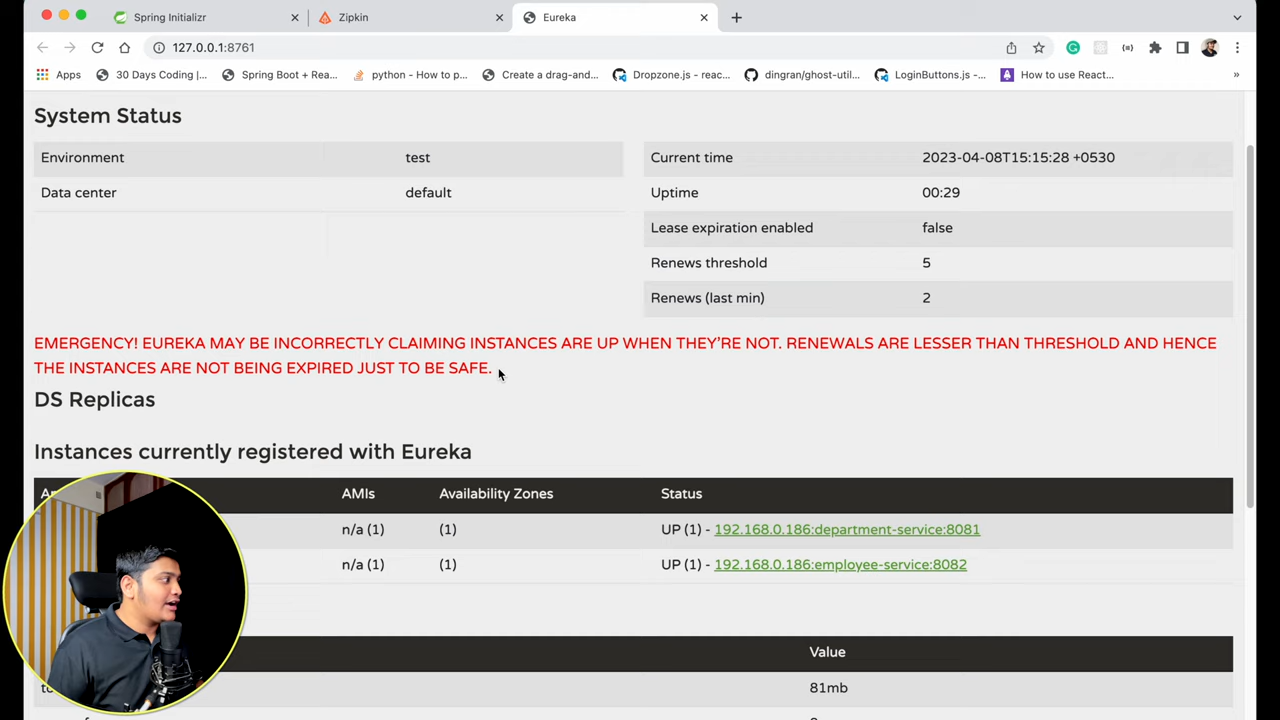 Spring Initializr
Zipkin
Eureka
127.0.0.1:8761
Apps
30 Days Coding |...
Spring Boot + Rea...
python - How to p...
Create a drag-and...
Dropzone.js - reac...
dingran/ghost-util...
LoginButtons.js -...
How to use React...
»
System Status
Environment test
Data center default
Current time 2023-04-08T15:15:28 +0530
Uptime 00:29
Lease expiration enabled false
Renews threshold 5
Renews (last min) 2
EMERGENCY! EUREKA MAY BE INCORRECTLY CLAIMING INSTANCES ARE UP WHEN THEY'RE NOT. RENEWALS ARE LESSER THAN THRESHOLD AND HENCE
THE INSTANCES ARE NOT BEING EXPIRED JUST TO BE SAFE.
DS Replicas
Instances currently registered with Eureka
AMIs Availability Zones Status
n/a (1) (1) UP (1) - 192.168.0.186:department-service:8081
n/a (1) (1) UP (1) - 192.168.0.186:employee-service:8082
Value
81mb